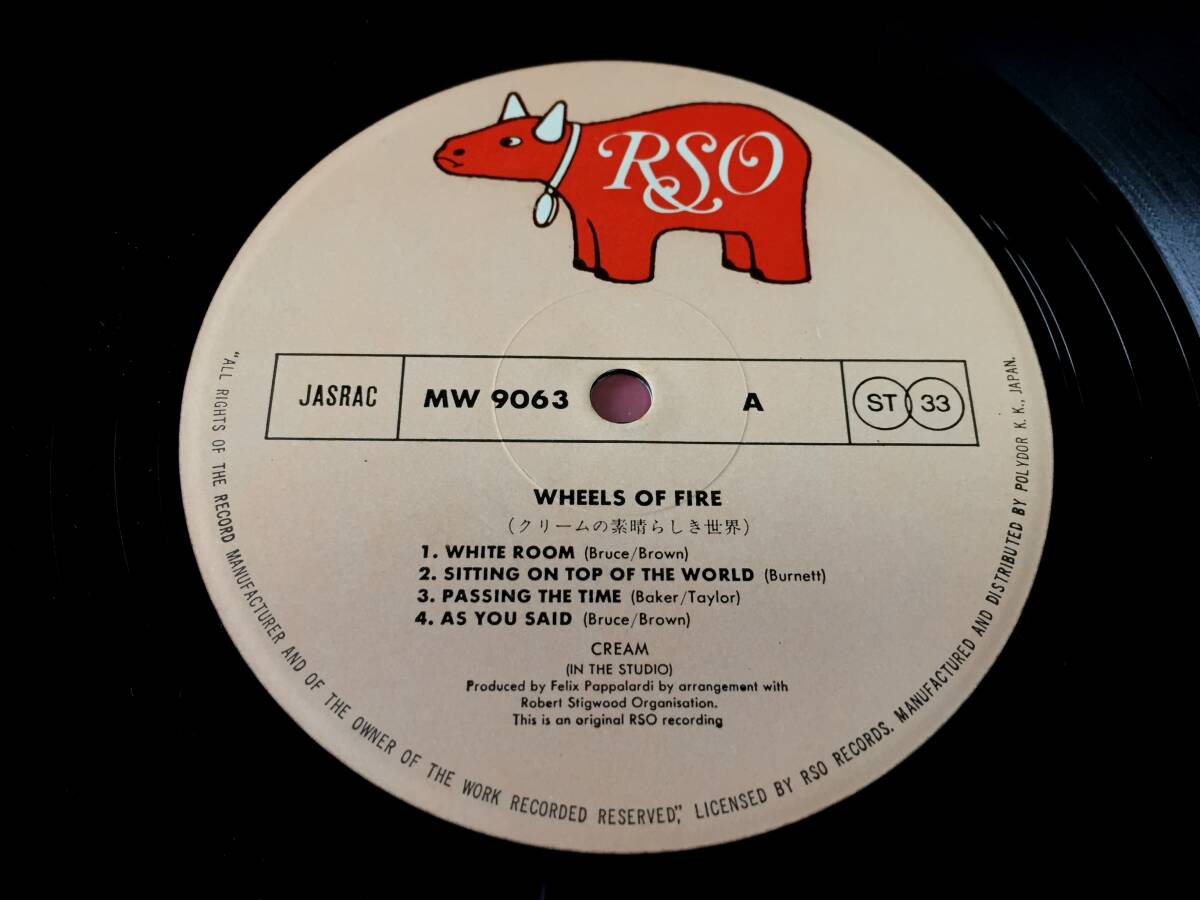 RSO
JASRAC MW 9063 A ST 33
WHEELS OF FIRE
(クリームの素晴らしき世界)
1. WHITE ROOM (Bruce/Brown)
2. SITTING ON TOP OF THE WORLD (Burnett)
3. PASSING THE TIME (Baker/Taylor)
4. AS YOU SAID (Bruce/Brown)
CREAM
(IN THE STUDIO)
Produced by Felix Pappalardi by arrangement with
Robert Stigwood Organisation.
This is an original RSO recording
"ALL RIGHTS OF THE RECORD MANUFACTURER AND OF THE OWNER OF THE WORK RECORDED RESERVED", LICENSED BY RSO RECORDS. MANUFACTURED AND DISTRIBUTED BY POLYDOR K.K., JAPAN.